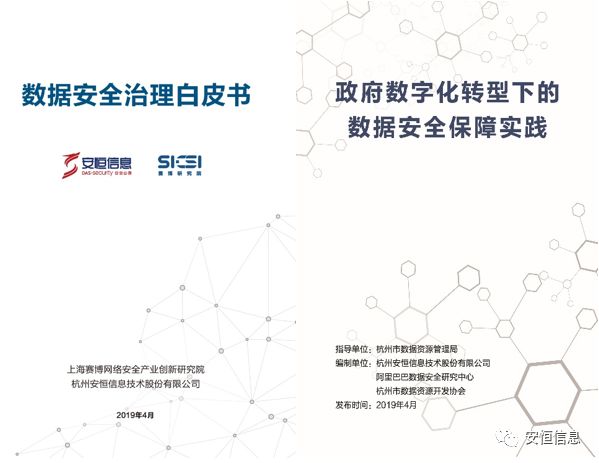 数据安全治理白皮书
安恒信息
DAS-security
SICSI
赛博研究院
上海赛博网络安全产业创新研究院
杭州安恒信息技术股份有限公司
2019年4月
政府数字化转型下的
数据安全保障实践
指导单位：杭州市数据资源管理局
编制单位：杭州安恒信息技术股份有限公司
阿里巴巴数据安全研究中心
杭州市数据资源开发协会
发布时间：2019年4月
安恒信息